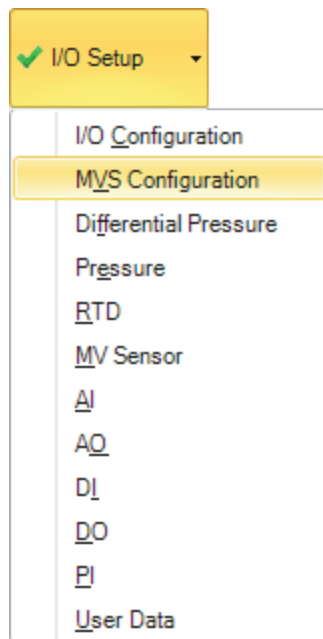 I/O Setup
I/O Configuration
MVS Configuration
Differential Pressure
Pressure
RTD
MV Sensor
AI
AO
DI
DO
PI
User Data